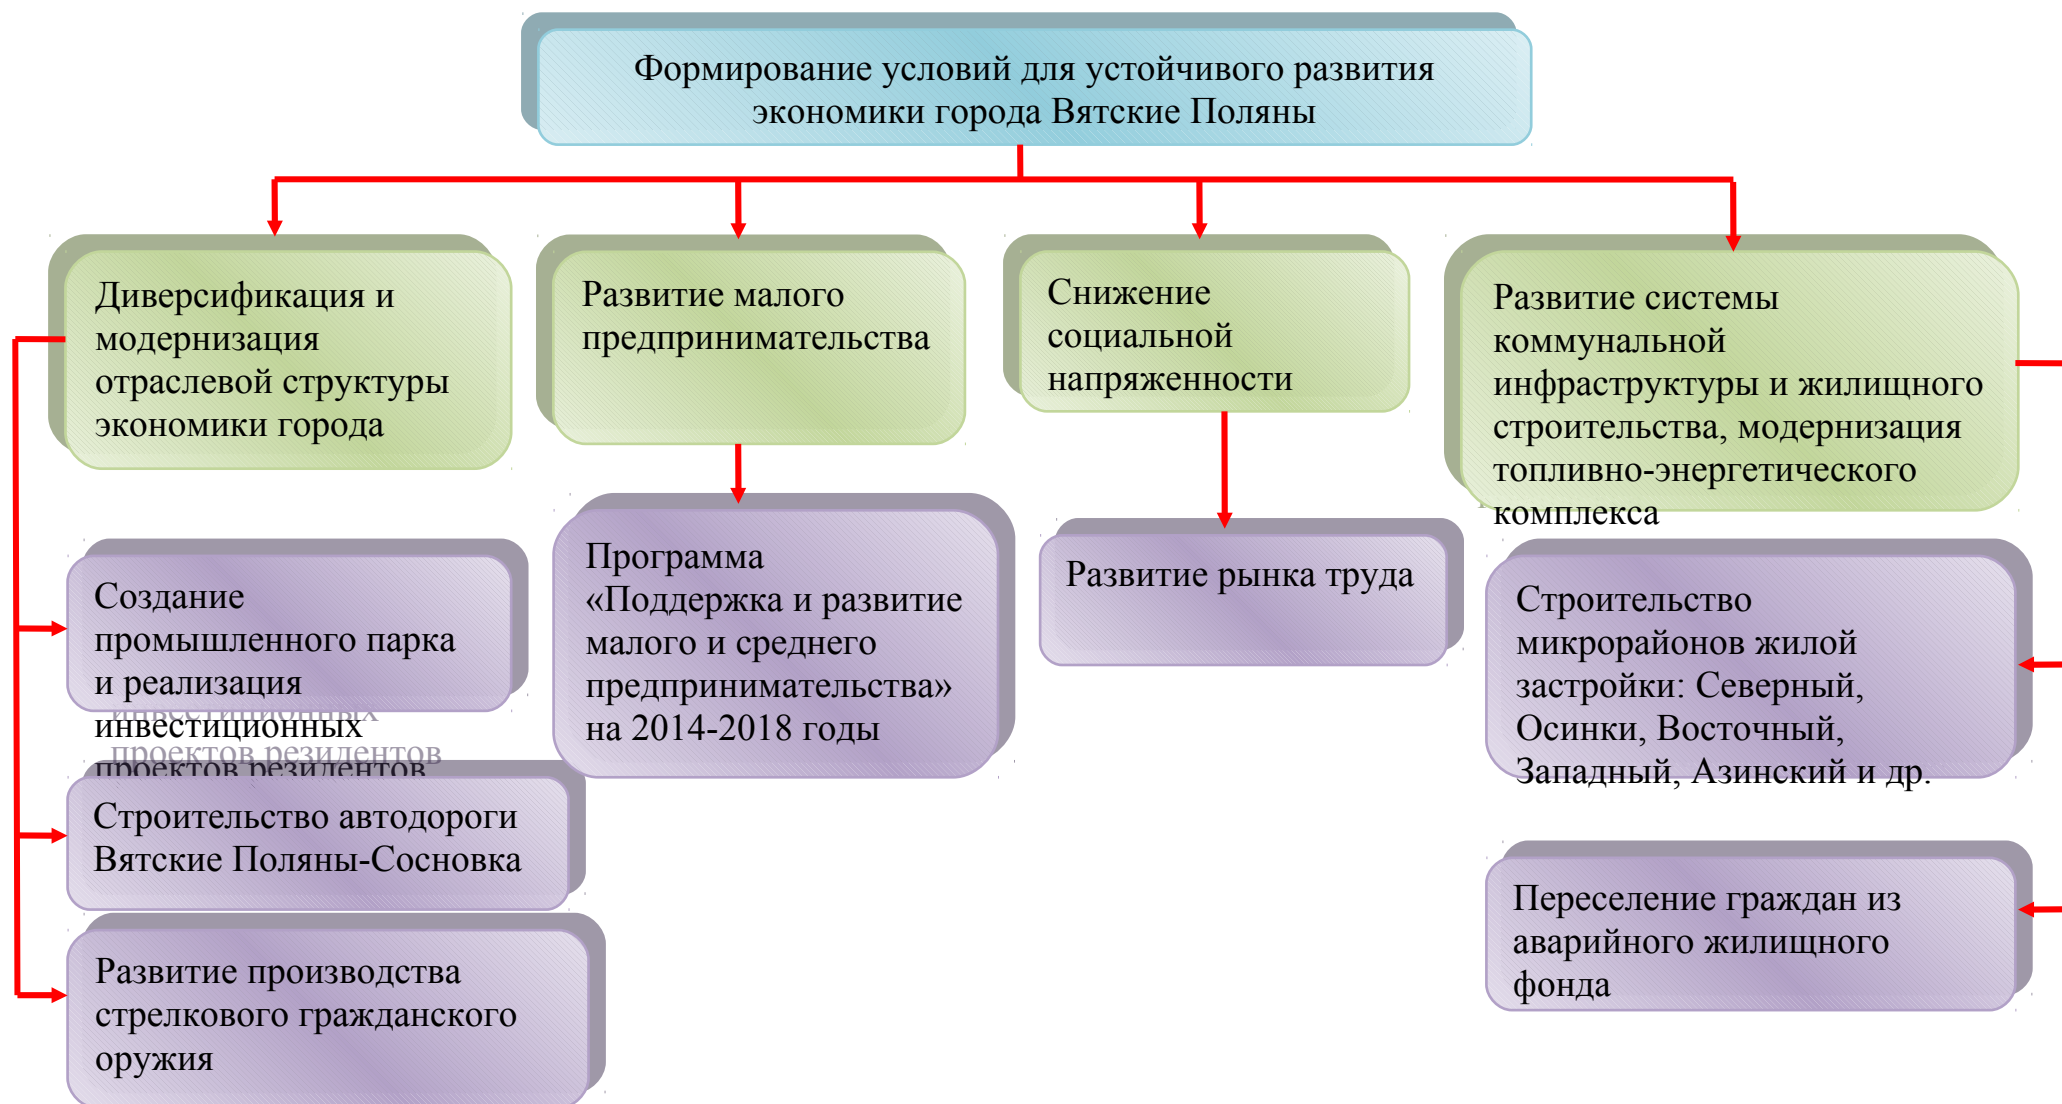 Формирование условий для устойчивого развития
экономики города Вятские Поляны
Диверсификация и
модернизация
отраслевой структуры
экономики города
Развитие малого
предпринимательства
Снижение
социальной
напряженности
Развитие системы
коммунальной
инфраструктуры и жилищного
строительства, модернизация
топливно-энергетического
комплекса
Создание
промышленного парка
и реализация
инвестиционных
проектов резидентов
Программа
«Поддержка и развитие
малого и среднего
предпринимательства»
на 2014-2018 годы
Развитие рынка труда
Строительство
микрорайонов жилой
застройки: Северный,
Осинки, Восточный,
Западный, Азинский и др.
Строительство автодороги
Вятские Поляны-Сосновка
Переселение граждан из
аварийного жилищного
фонда
Развитие производства
стрелкового гражданского
оружия